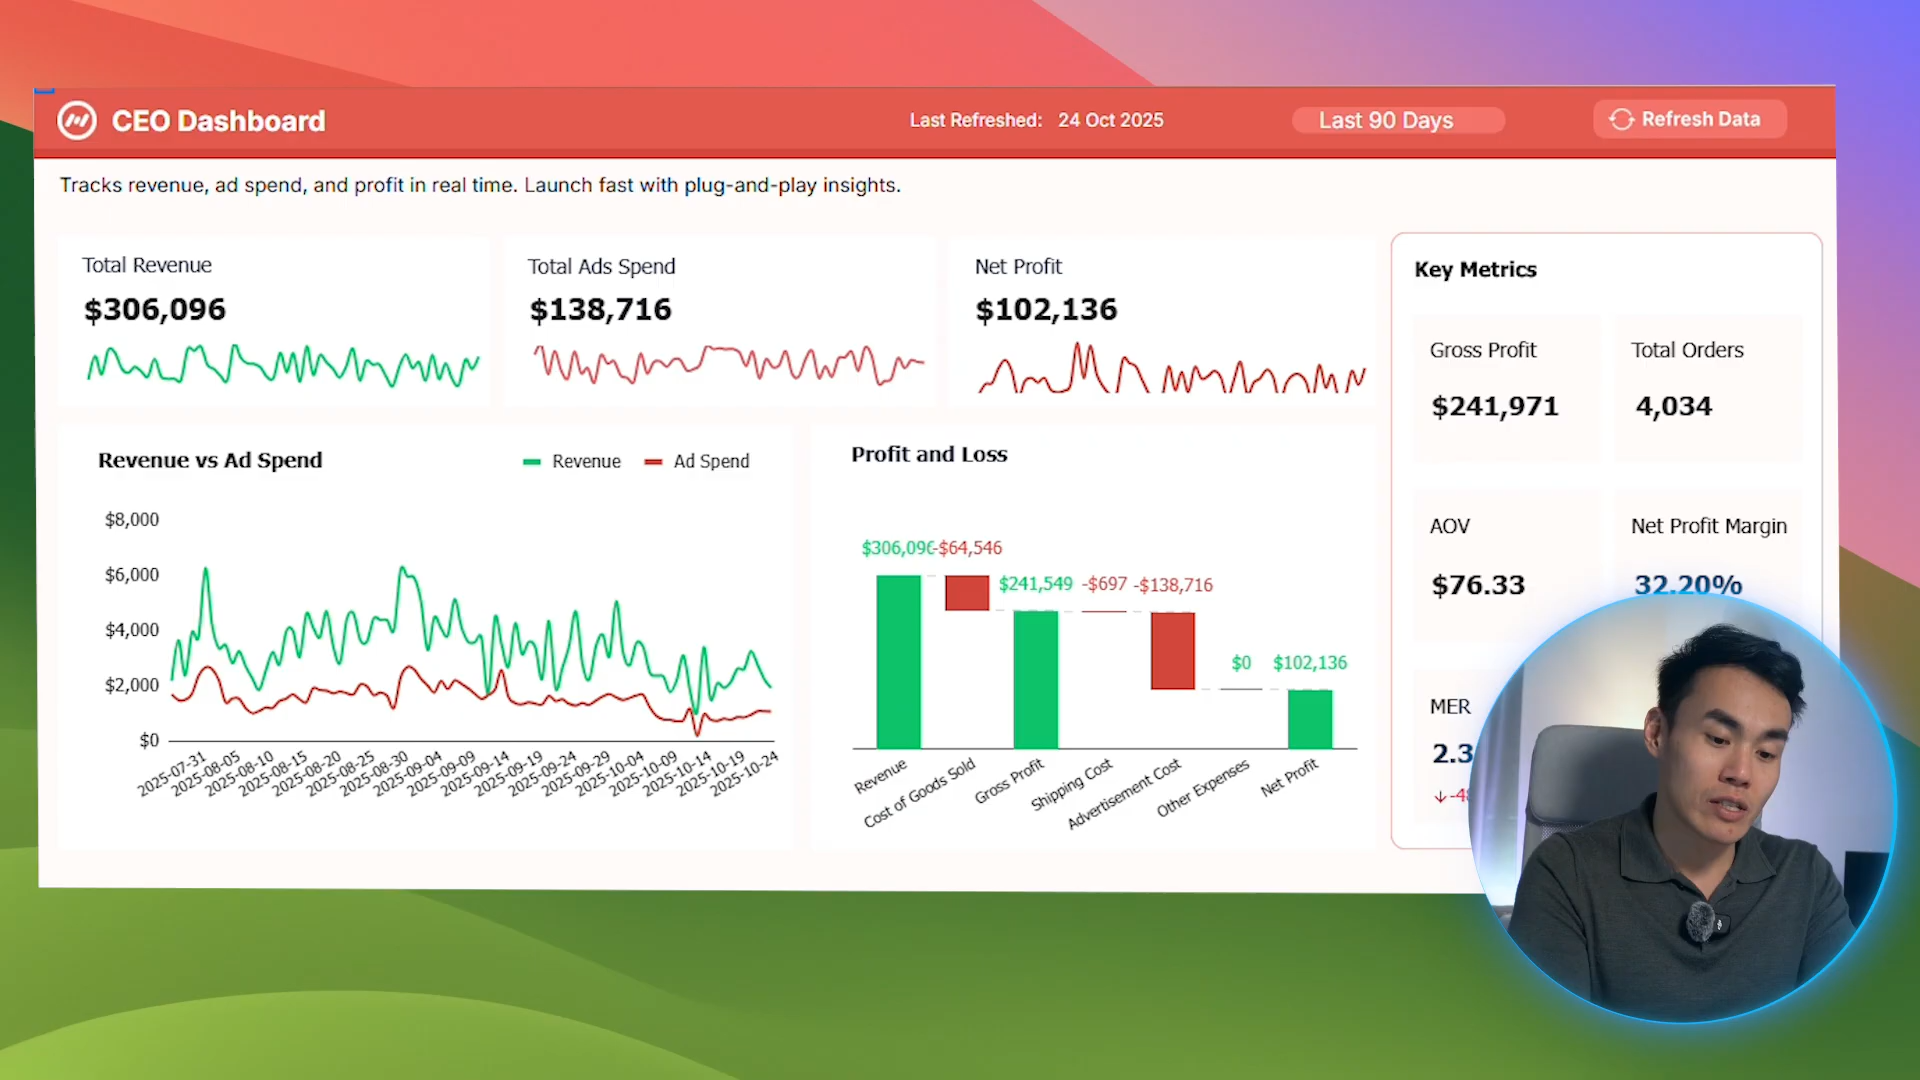 CEO Dashboard
Last Refreshed: 24 Oct 2025
Last 90 Days
Refresh Data
Tracks revenue, ad spend, and profit in real time. Launch fast with plug-and-play insights.
Total Revenue
$306,096
Total Ads Spend
$138,716
Net Profit
$102,136
Key Metrics
Gross Profit
$241,971
Total Orders
4,034
AOV
$76.33
Net Profit Margin
32.20%
MER
2.3
Revenue vs Ad Spend
Revenue
Ad Spend
$8,000
$6,000
$4,000
$2,000
$0
2025-07-31
2025-08-05
2025-08-10
2025-08-15
2025-08-20
2025-08-25
2025-08-30
2025-09-04
2025-09-09
2025-09-14
2025-09-19
2025-09-24
2025-09-29
2025-10-04
2025-10-09
2025-10-14
2025-10-19
2025-10-24
Profit and Loss
$306,096
-$64,546
$241,549
-$697
-$138,716
$0
$102,136
Revenue
Cost of Goods Sold
Gross Profit
Shipping Cost
Advertisement Cost
Other Expenses
Net Profit